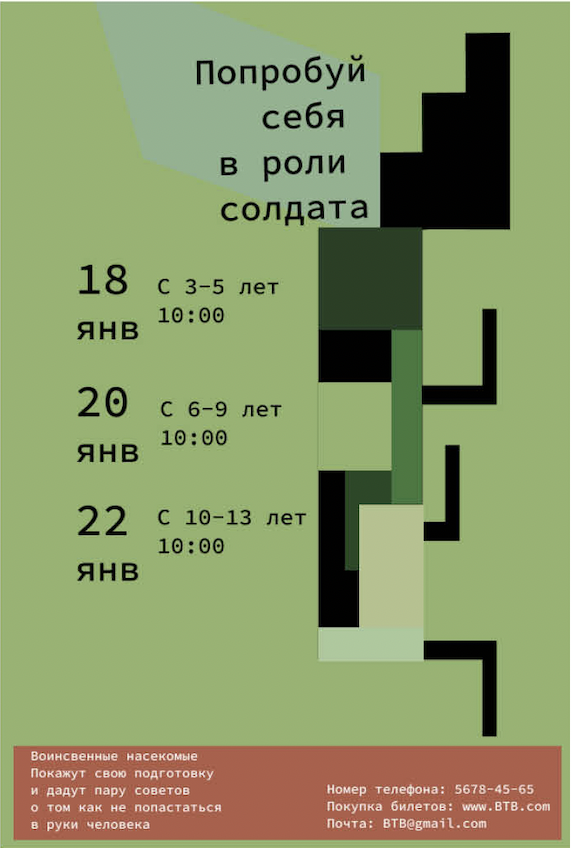 Попробуй
себя
в роли
солдата
18
янв
С 3-5 лет
10:00
20
янв
С 6-9 лет
10:00
22
янв
С 10-13 лет
10:00
Воинсвенные насекомые
Покажут свою подготовку
и дадут пару советов
о том как не попастаться
в руки человека
Номер телефона: 5678-45-65
Покупка билетов: www.BTB.com
Почта: BTB@gmail.com